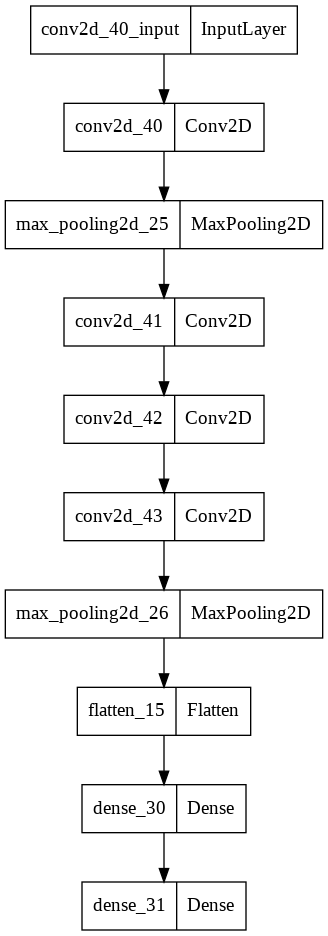 conv2d_40_input InputLayer
conv2d_40 Conv2D
max_pooling2d_25 MaxPooling2D
conv2d_41 Conv2D
conv2d_42 Conv2D
conv2d_43 Conv2D
max_pooling2d_26 MaxPooling2D
flatten_15 Flatten
dense_30 Dense
dense_31 Dense